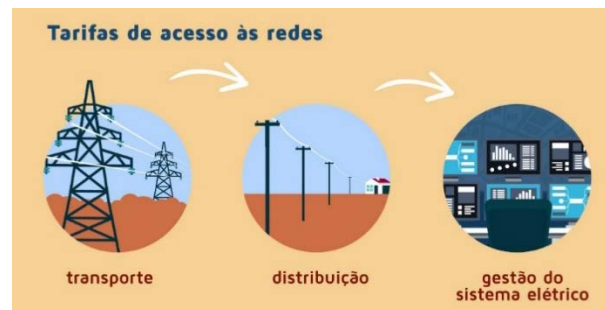 Tarifas de acesso às redes
transporte
distribuição
gestão do
sistema elétrico